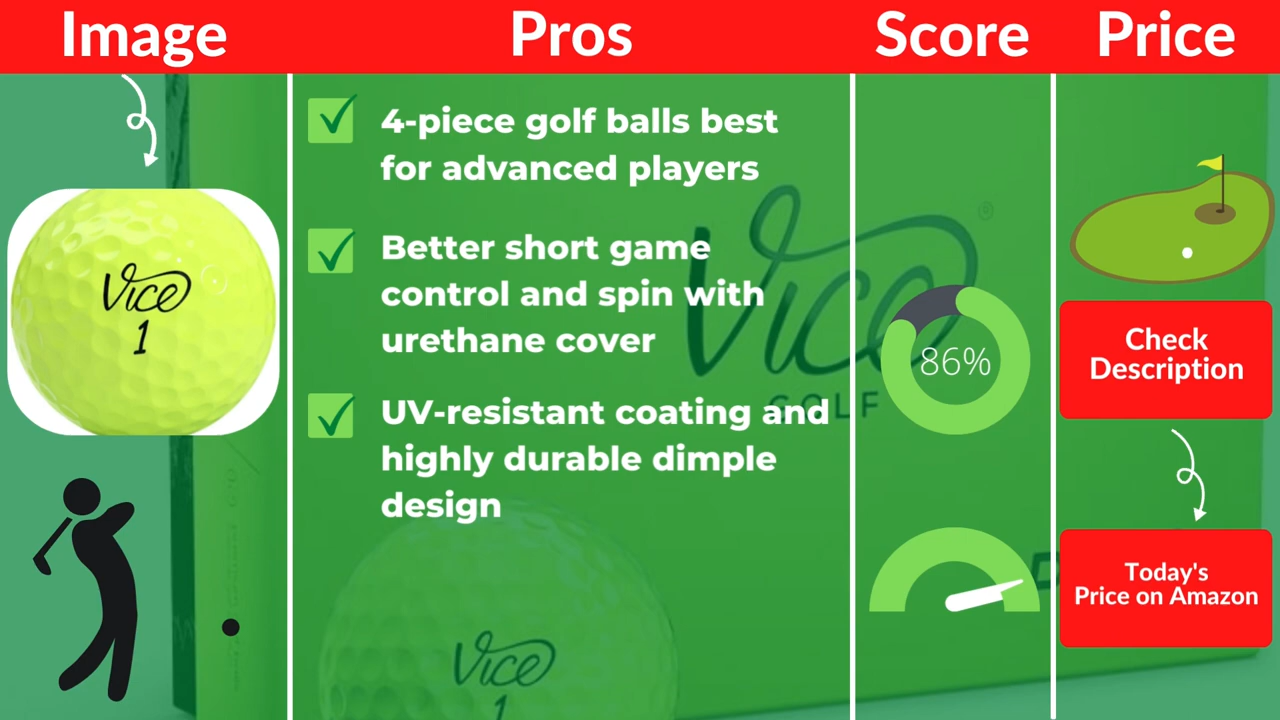 Image
Pros
Score
Price
4-piece golf balls best
for advanced players
Better short game
control and spin with
urethane cover
UV-resistant coating and
highly durable dimple
design
Vice
1
Vice
GOLF
®
86%
Check
Description
Today's
Price on Amazon
Vice
1